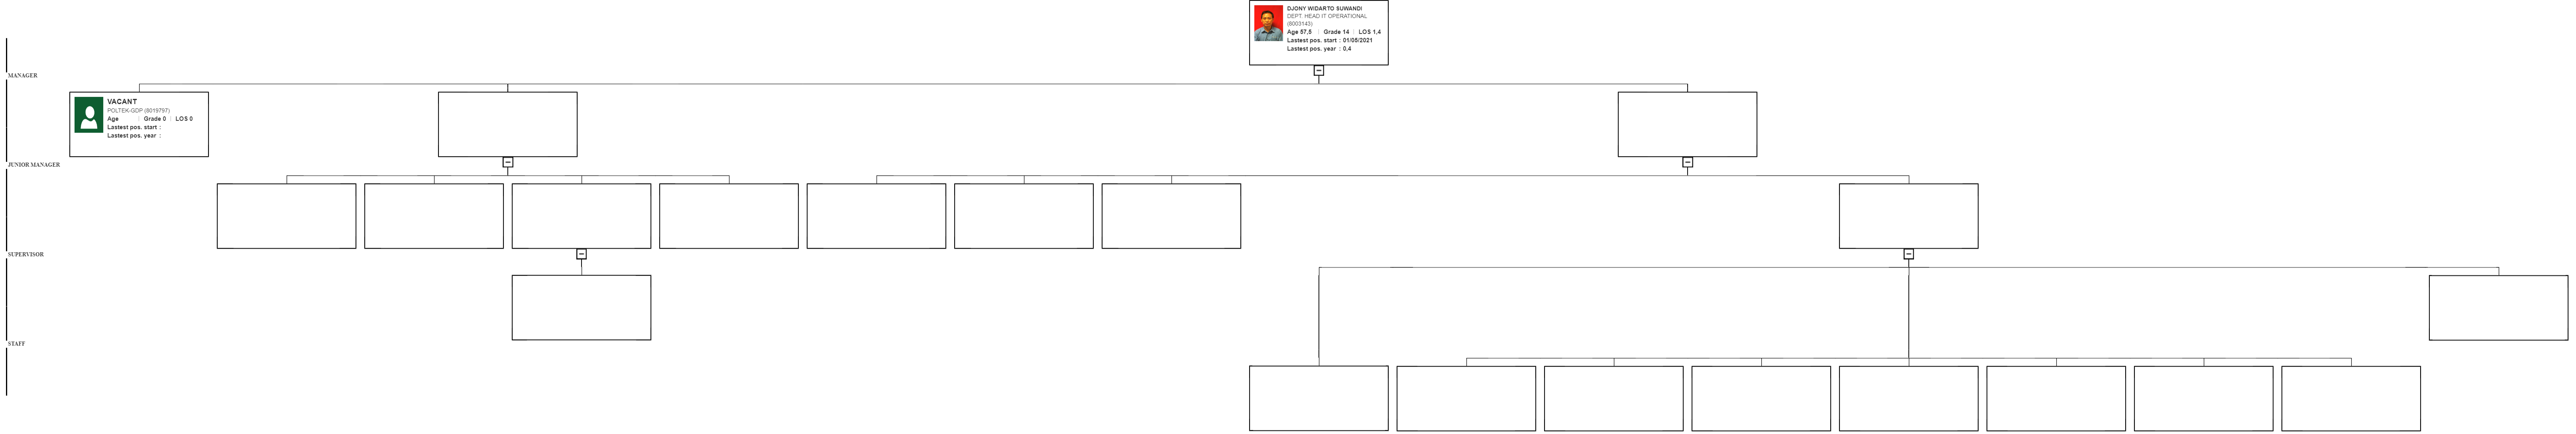 DJONY WIDARTO SUWANDI
DEPT. HEAD IT OPERATIONAL
(8003143)
Age 57,5 | Grade 14 | LOS 1,4
Lastest pos. start : 01/05/2021
Lastest pos. year : 0,4
MANAGER
VACANT
POLTEK-GDP (8019797)
Age | Grade 0 | LOS 0
Lastest pos. start :
Lastest pos. year :
JUNIOR MANAGER
SUPERVISOR
STAFF